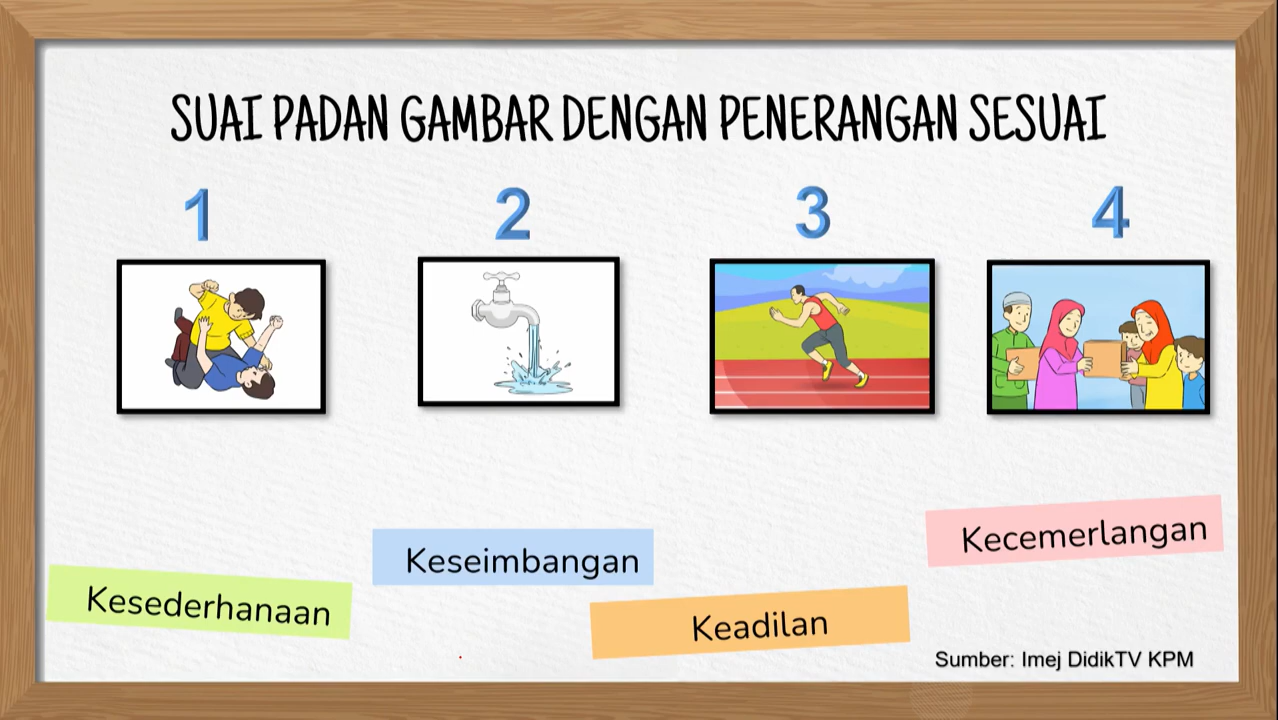 SUAI PADAN GAMBAR DENGAN PENERANGAN SESUAI
1
2
3
4
Kecemerlangan
Keseimbangan
Kesederhanaan
Keadilan
Sumber: Imej DidikTV KPM